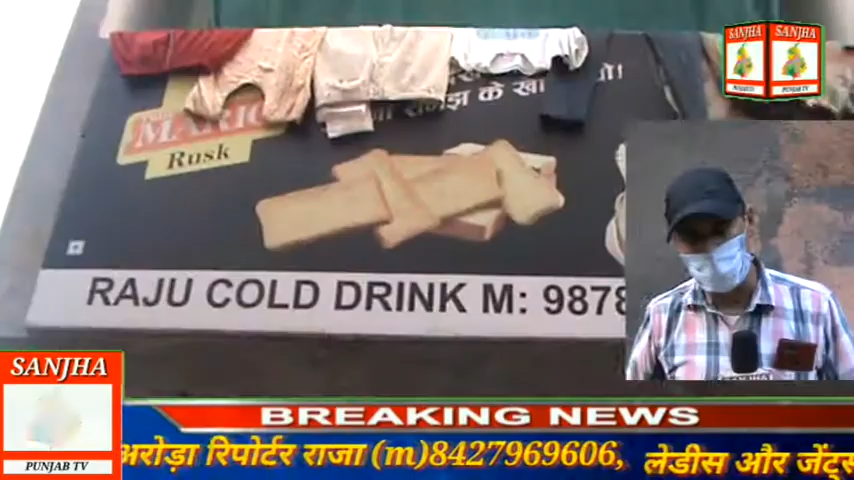 SANJHA
PUNJAB TV
SANJHA
PUNJAB TV
Rusk
के
RAJU COLD DRINK M: 9878
SANJHA
PUNJAB TV
BREAKING NEWS
अरोड़ा रिपोर्टर राजा (m)8427969606, लेडीस और जेंट्स